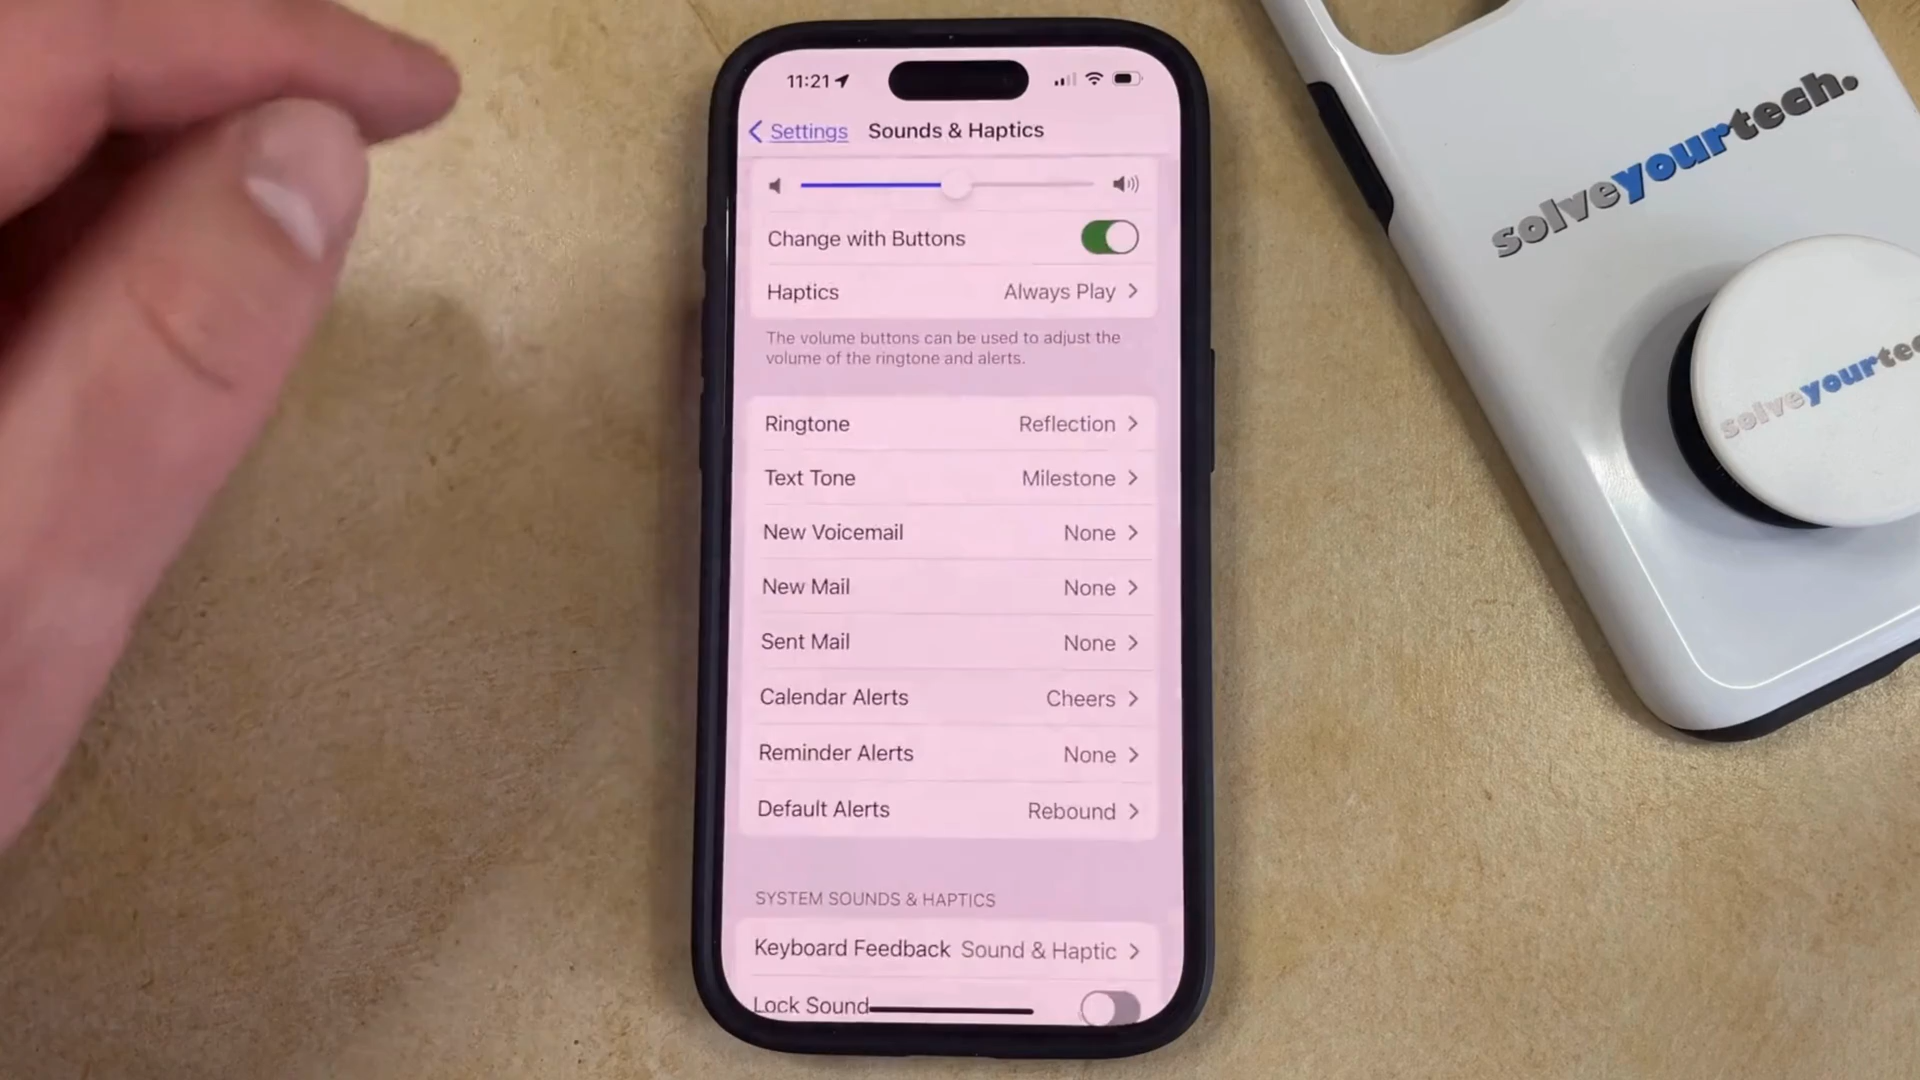 11:21
Settings Sounds & Haptics
Change with Buttons
Haptics Always Play
The volume buttons can be used to adjust the
volume of the ringtone and alerts.
Ringtone Reflection
Text Tone Milestone
New Voicemail None
New Mail None
Sent Mail None
Calendar Alerts Cheers
Reminder Alerts None
Default Alerts Rebound
SYSTEM SOUNDS & HAPTICS
Keyboard Feedback Sound & Haptic
Lock Sound
solveyourtech.
solveyourtec